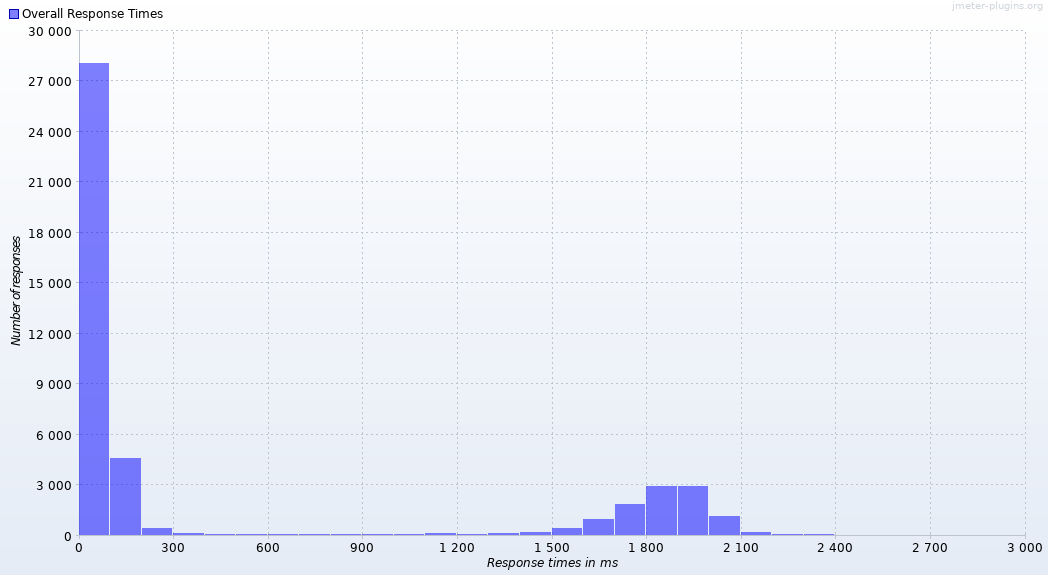 jmeter-plugins.org
Overall Response Times
30 000
27 000
24 000
21 000
18 000
15 000
12 000
9 000
6 000
3 000
0
Number of responses
0 300 600 900 1 200 1 500 1 800 2 100 2 400 2 700 3 000
Response times in ms